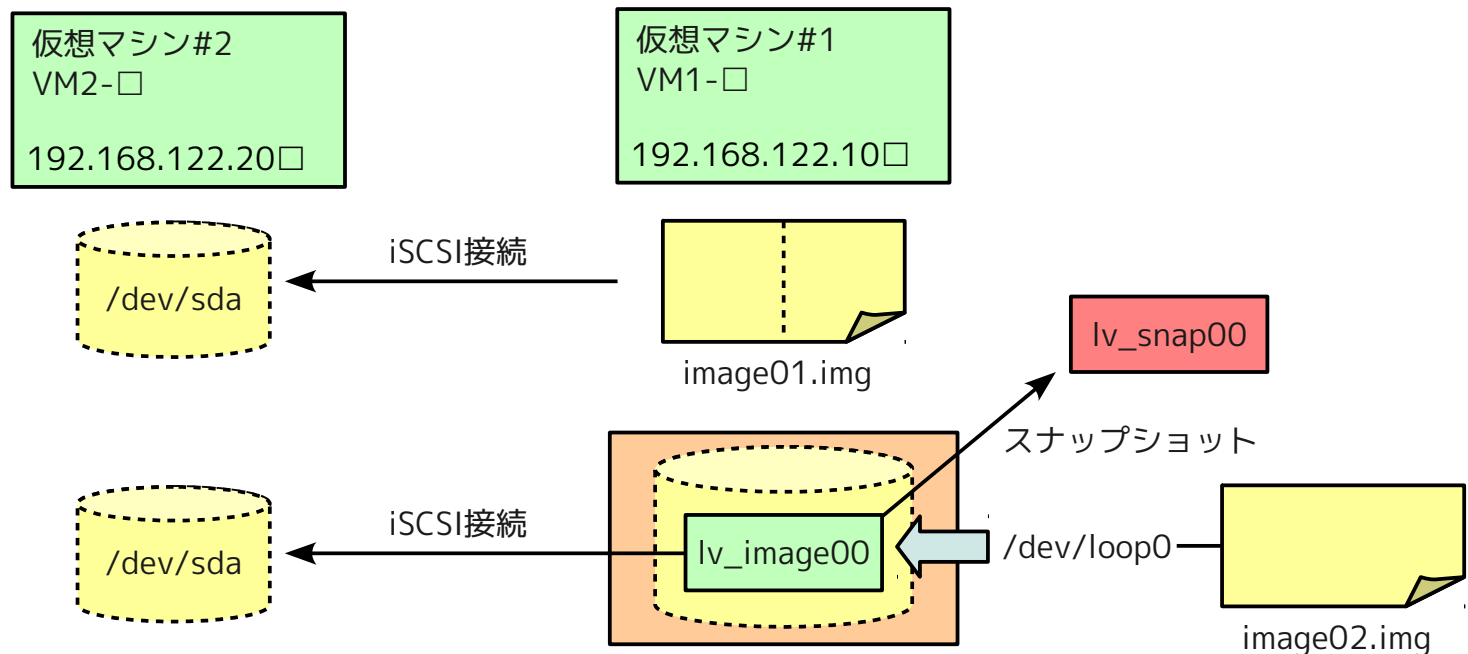 仮想マシン#2
VM2-□
192.168.122.20□
仮想マシン#1
VM1-□
192.168.122.10□
/dev/sda
iSCSI接続
image01.img
lv_snap00
スナップショット
/dev/sda
iSCSI接続
lv_image00
/dev/loop0
image02.img